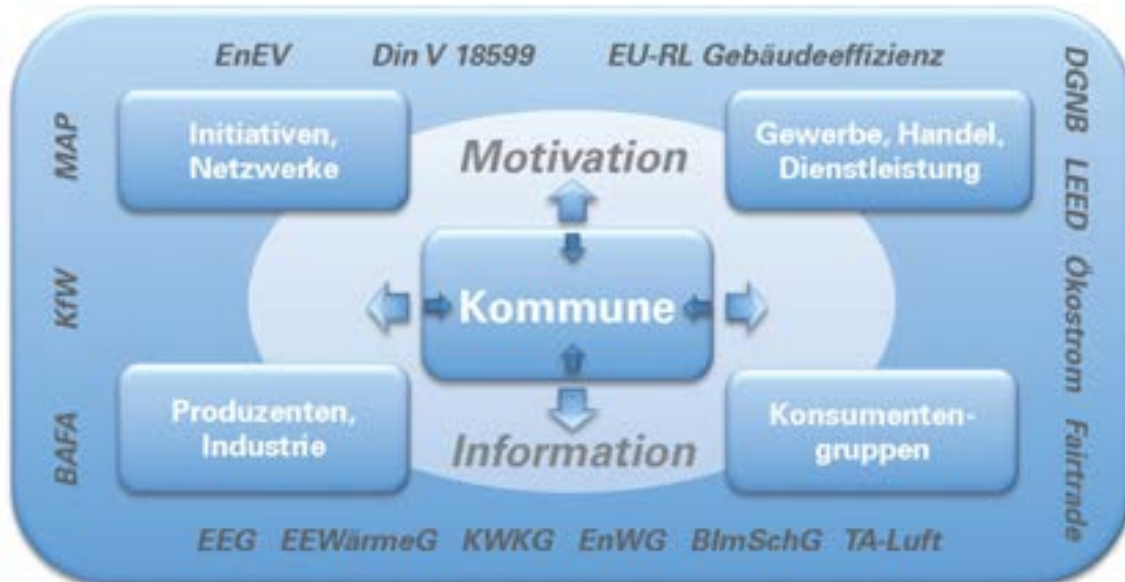 EnEV Din V 18599 EU-RL Gebäudeeffizienz
MAP
KfW
BAFA
Initiativen,
Netzwerke
Motivation
Gewerbe, Handel,
Dienstleistung
Kommune
Produzenten,
Industrie
Information
Konsumenten-
gruppen
DGNB LEED Ökostrom Fairtrade
EEG EEWärmeG KWKG EnWG BImSchG TA-Luft